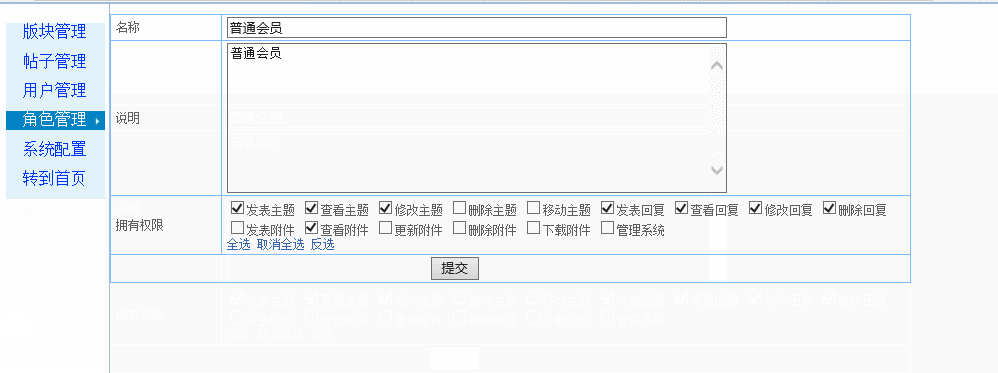 版块管理
帖子管理
用户管理
角色管理
系统配置
转到首页
名称 普通会员
说明 普通会员
拥有权限 发表主题 查看主题 修改主题 删除主题 移动主题 发表回复 查看回复 修改回复 删除回复
发表附件 查看附件 更新附件 删除附件 下载附件 管理系统
全选 取消全选 反选
提交